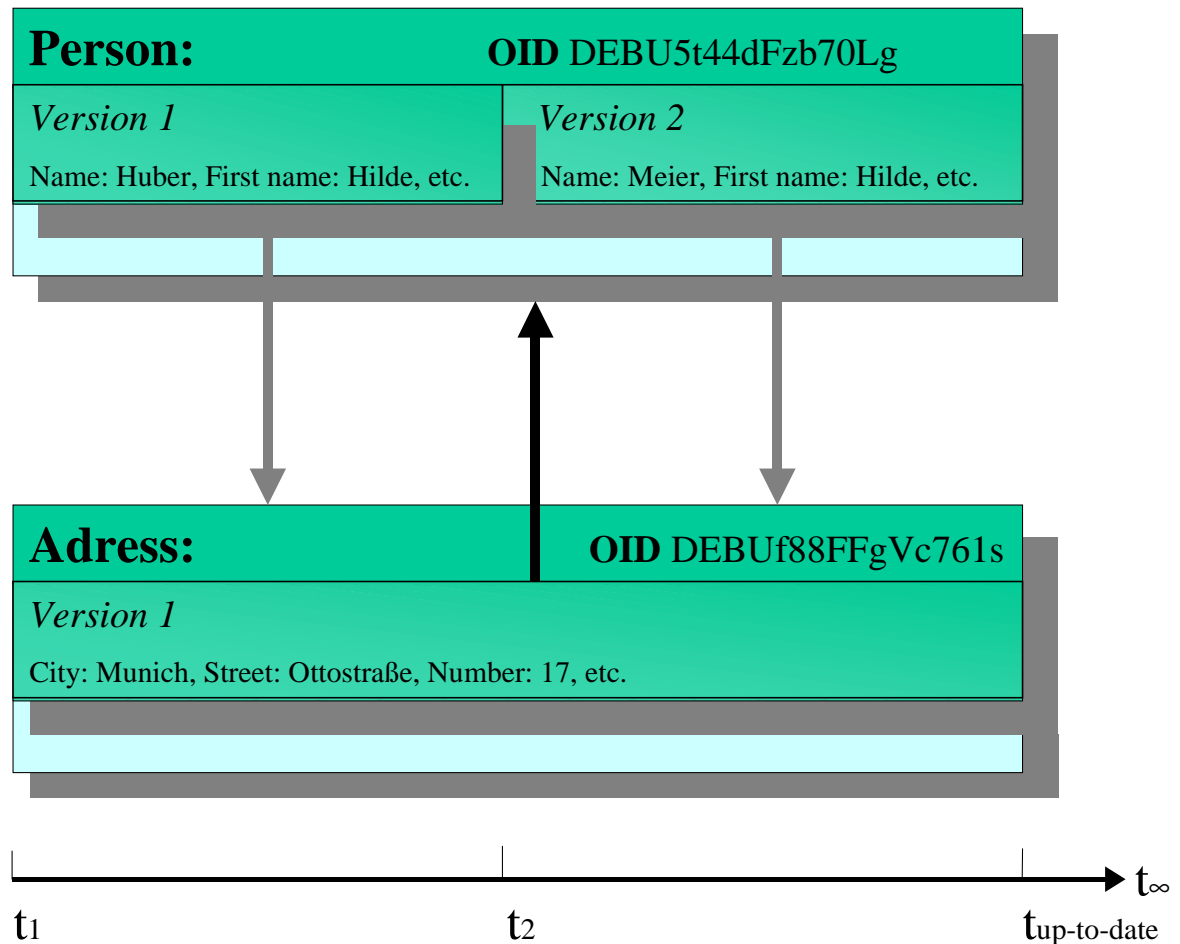 Person: OID DEBU5t44dFzb70Lg
Version 1 Version 2
Name: Huber, First name: Hilde, etc. Name: Meier, First name: Hilde, etc.
Adress: OID DEBUf88FFgVc761s
Version 1
City: Munich, Street: Ottostraße, Number: 17, etc.
t∞
t1 t2 tup-to-date